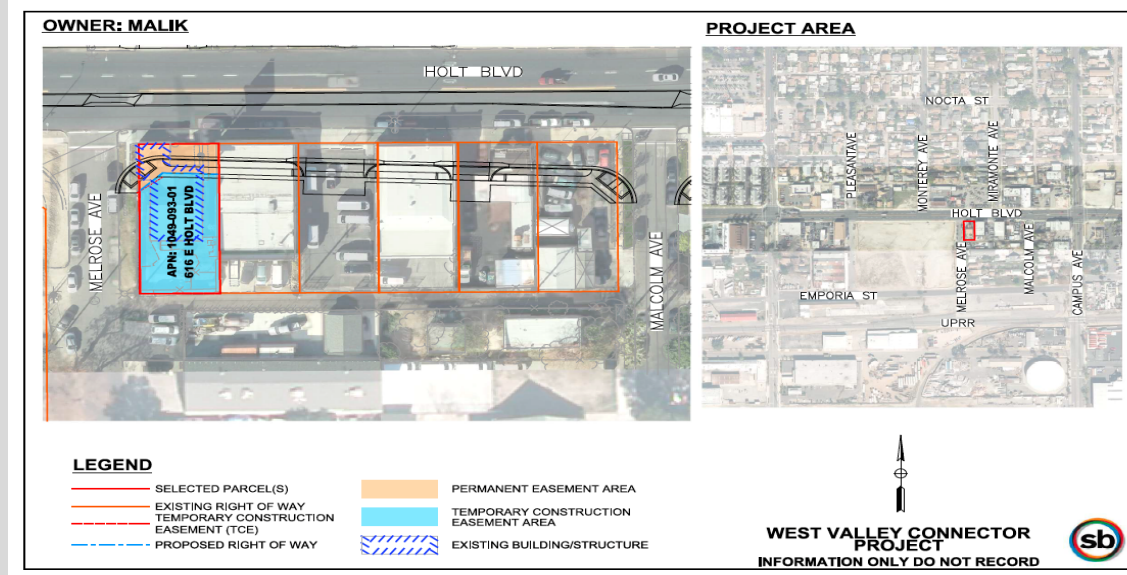 OWNER: MALIK
HOLT BLVD
MELROSE AVE
APN: 1049-093-01
616 E HOLT BLVD
MALCOLM AVE
PROJECT AREA
NOCTA ST
PLEASANTAVE
MONTEREY AVE
MIRAMONTE AVE
HOLT BLVD
MELROSE AVE
MALCOLM AVE
CAMPUS AVE
EMPORIA ST
UPRR
LEGEND
SELECTED PARCEL(S)
EXISTING RIGHT OF WAY
TEMPORARY CONSTRUCTION
EASEMENT (TCE)
PROPOSED RIGHT OF WAY
PERMANENT EASEMENT AREA
TEMPORARY CONSTRUCTION
EASEMENT AREA
EXISTING BUILDING/STRUCTURE
WEST VALLEY CONNECTOR
PROJECT
INFORMATION ONLY DO NOT RECORD
sb